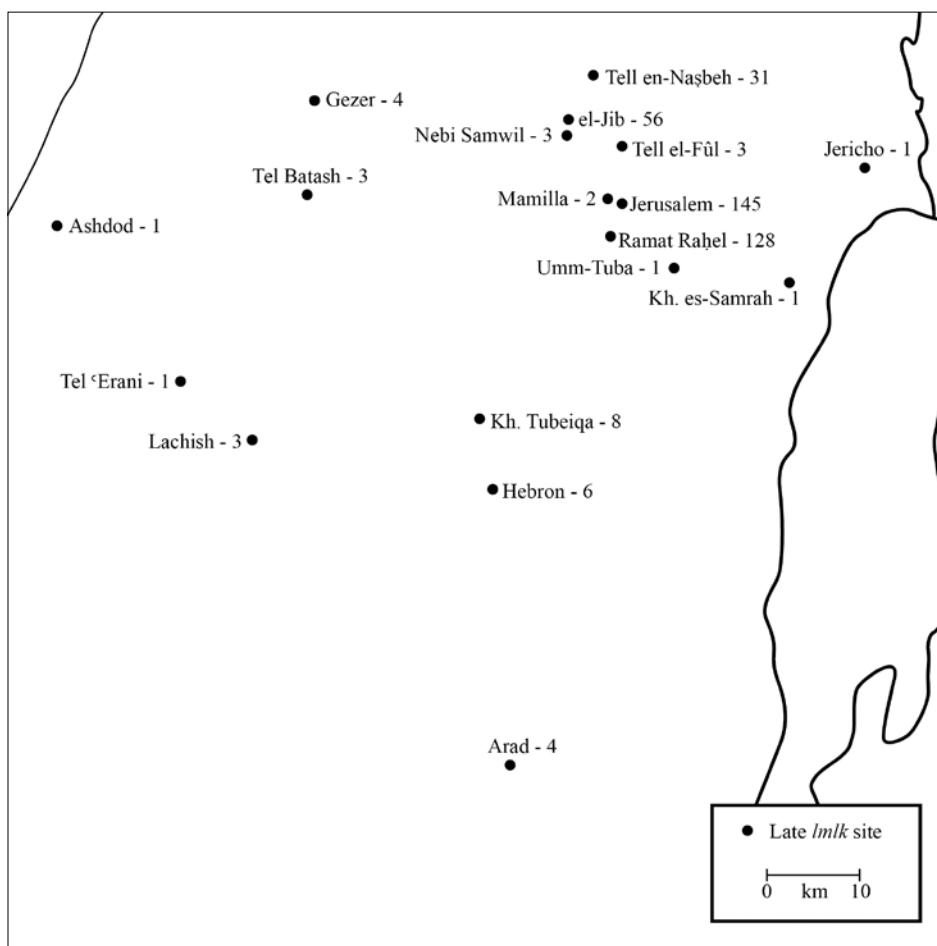 Tell en-Naṣbeh - 31
Gezer - 4
el-Jib - 56
Nebi Samwil - 3
Tell el-Fûl - 3
Jericho - 1
Tel Batash - 3
Mamilla - 2
Jerusalem - 145
Ashdod - 1
Ramat Raḥel - 128
Umm-Tuba - 1
Kh. es-Samrah - 1
Tel ʿErani - 1
Kh. Tubeiqa - 8
Lachish - 3
Hebron - 6
Arad - 4
Late lmlk site
0 km 10